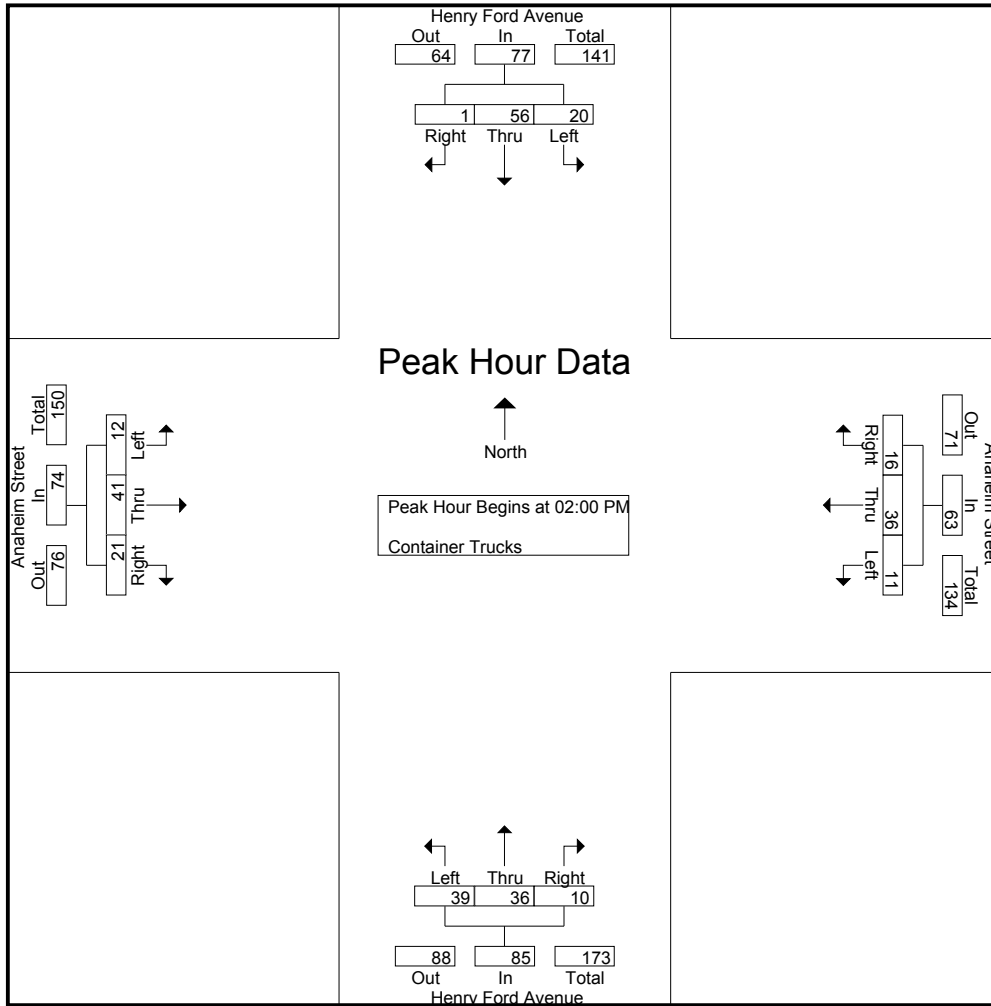 Henry Ford Avenue
Out In Total
64 77 141
1 56 20
Right Thru Left
Peak Hour Data
North
Peak Hour Begins at 02:00 PM
Container Trucks
Anaheim Street
Total In Out
150 74 76
12 41 21
Left Thru Right
Right Thru Left
16 36 11
71 63 134
Out In Total
Anaheim Street
Left Thru Right
39 36 10
88 85 173
Out In Total
Henry Ford Avenue